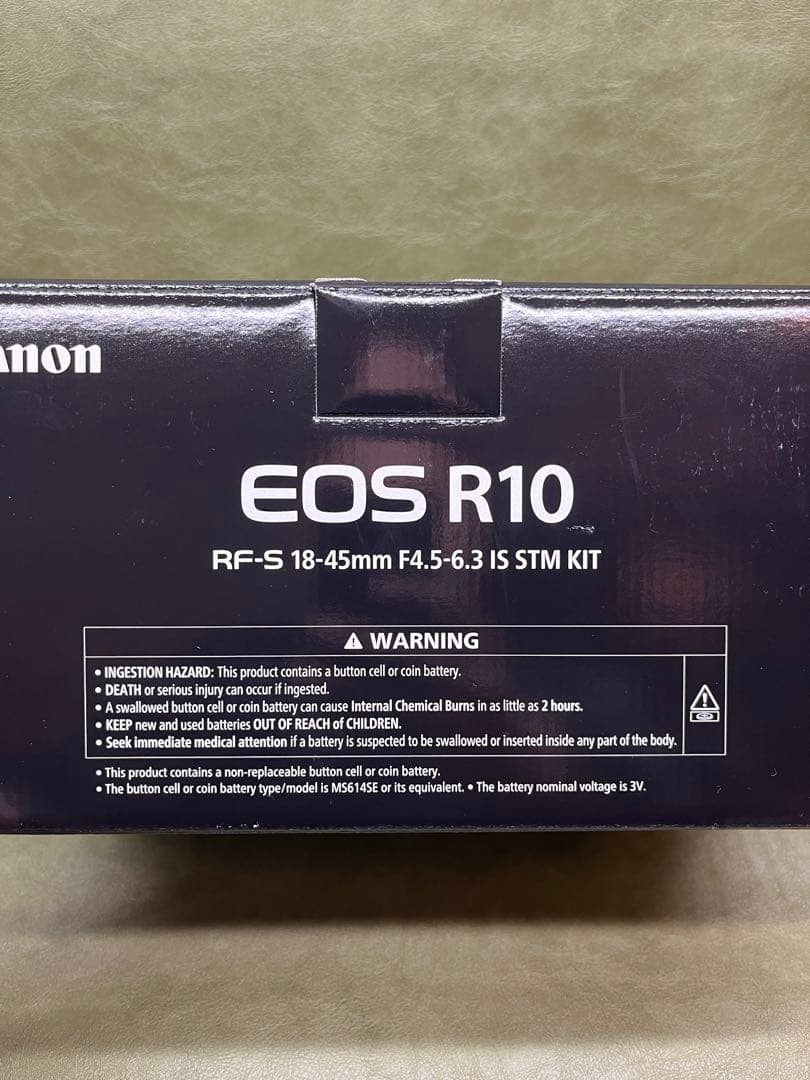 anon
EOS R10
RF-S 18-45mm F4.5-6.3 IS STM KIT
⚠ WARNING
• INGESTION HAZARD: This product contains a button cell or coin battery.
• DEATH or serious injury can occur if ingested.
• A swallowed button cell or coin battery can cause Internal Chemical Burns in as little as 2 hours.
• KEEP new and used batteries OUT OF REACH of CHILDREN.
• Seek immediate medical attention if a battery is suspected to be swallowed or inserted inside any part of the body.
• This product contains a non-replaceable button cell or coin battery.
• The button cell or coin battery type/model is MS614SE or its equivalent. • The battery nominal voltage is 3V.